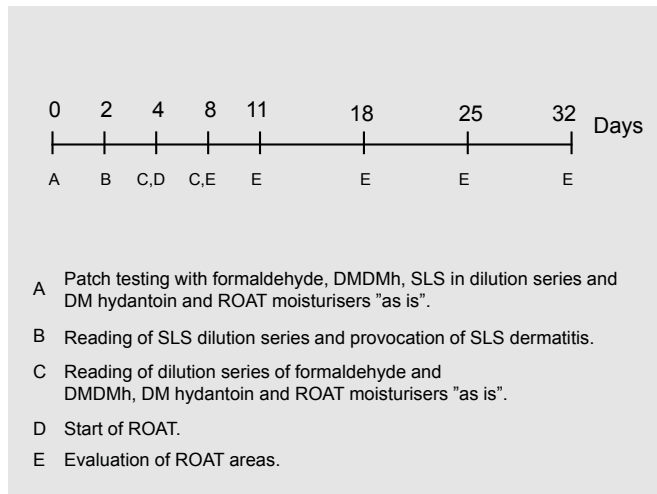 0 2 4 8 11 18 25 32 Days
A B C,D C,E E E E E
A Patch testing with formaldehyde, DMDMh, SLS in dilution series and
DM hydantoin and ROAT moisturisers ”as is”.
B Reading of SLS dilution series and provocation of SLS dermatitis.
C Reading of dilution series of formaldehyde and
DMDMh, DM hydantoin and ROAT moisturisers ”as is”.
D Start of ROAT.
E Evaluation of ROAT areas.